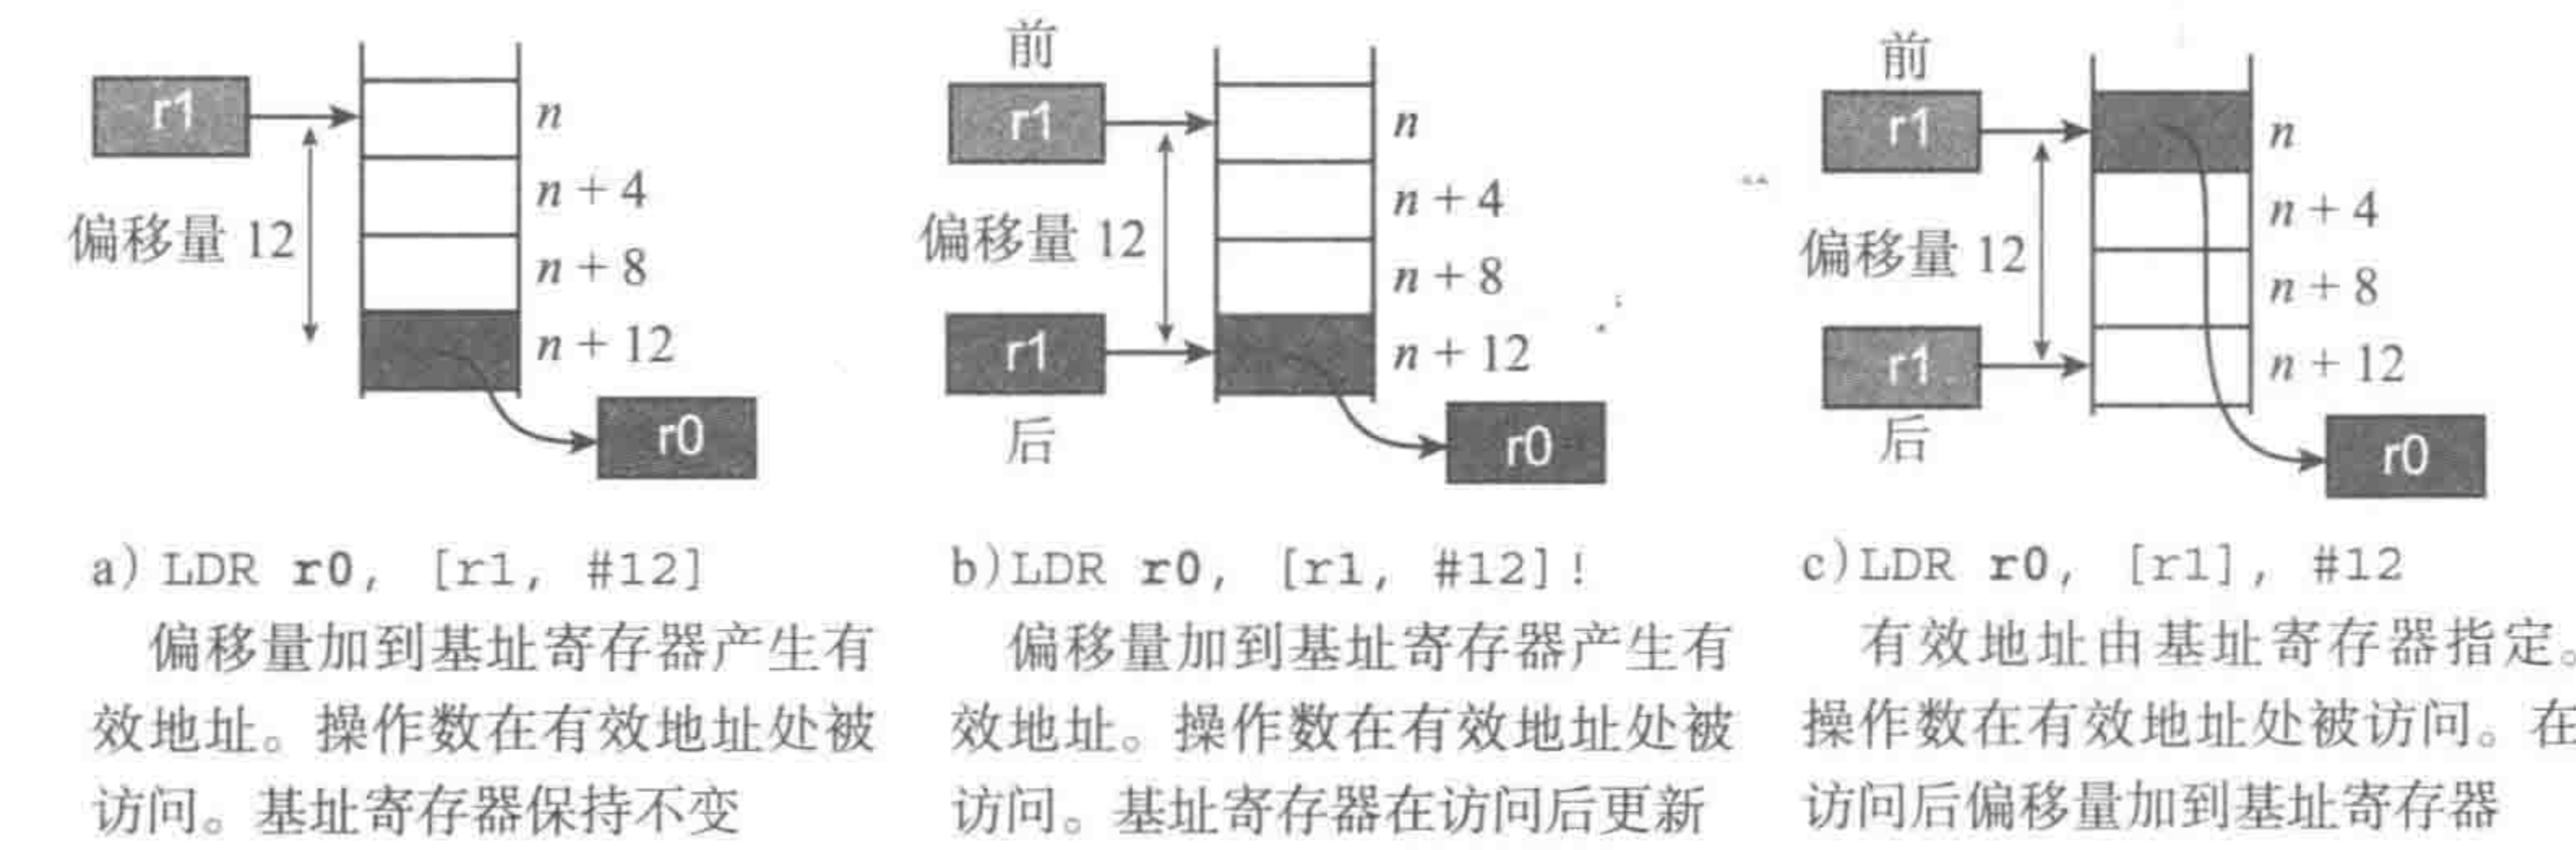 r1
n
n + 4
偏移量 12
n + 8
n + 12
r0
a) LDR r0, [r1, #12]
偏移量加到基址寄存器产生有
效地址。操作数在有效地址处被
访问。基址寄存器保持不变
前
r1
n
n + 4
偏移量 12
n + 8
r1
n + 12
后
r0
b)LDR r0, [r1, #12]!
偏移量加到基址寄存器产生有
效地址。操作数在有效地址处被
访问。基址寄存器在访问后更新
前
r1
n
n + 4
偏移量 12
n + 8
r1
n + 12
后
r0
c)LDR r0, [r1], #12
有效地址由基址寄存器指定。
操作数在有效地址处被访问。在
访问后偏移量加到基址寄存器